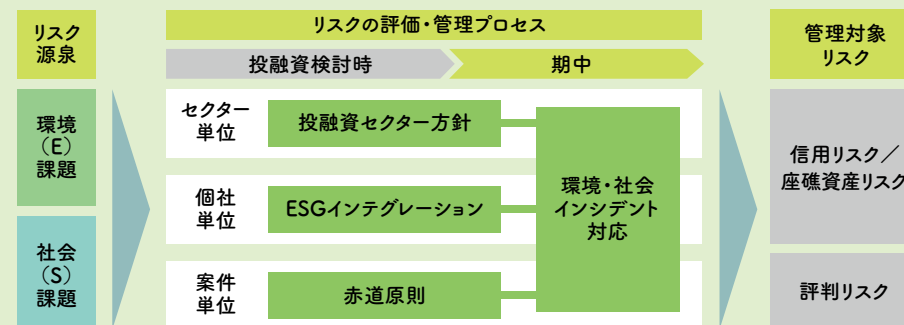 リスク
源泉
リスクの評価・管理プロセス
管理対象
リスク
投融資検討時
期中
環境
（E）
課題
社会
（S）
課題
セクター
単位
投融資セクター方針
個社
単位
ESGインテグレーション
案件
単位
赤道原則
環境・社会
インシデント
対応
信用リスク／
座礁資産リスク
評判リスク